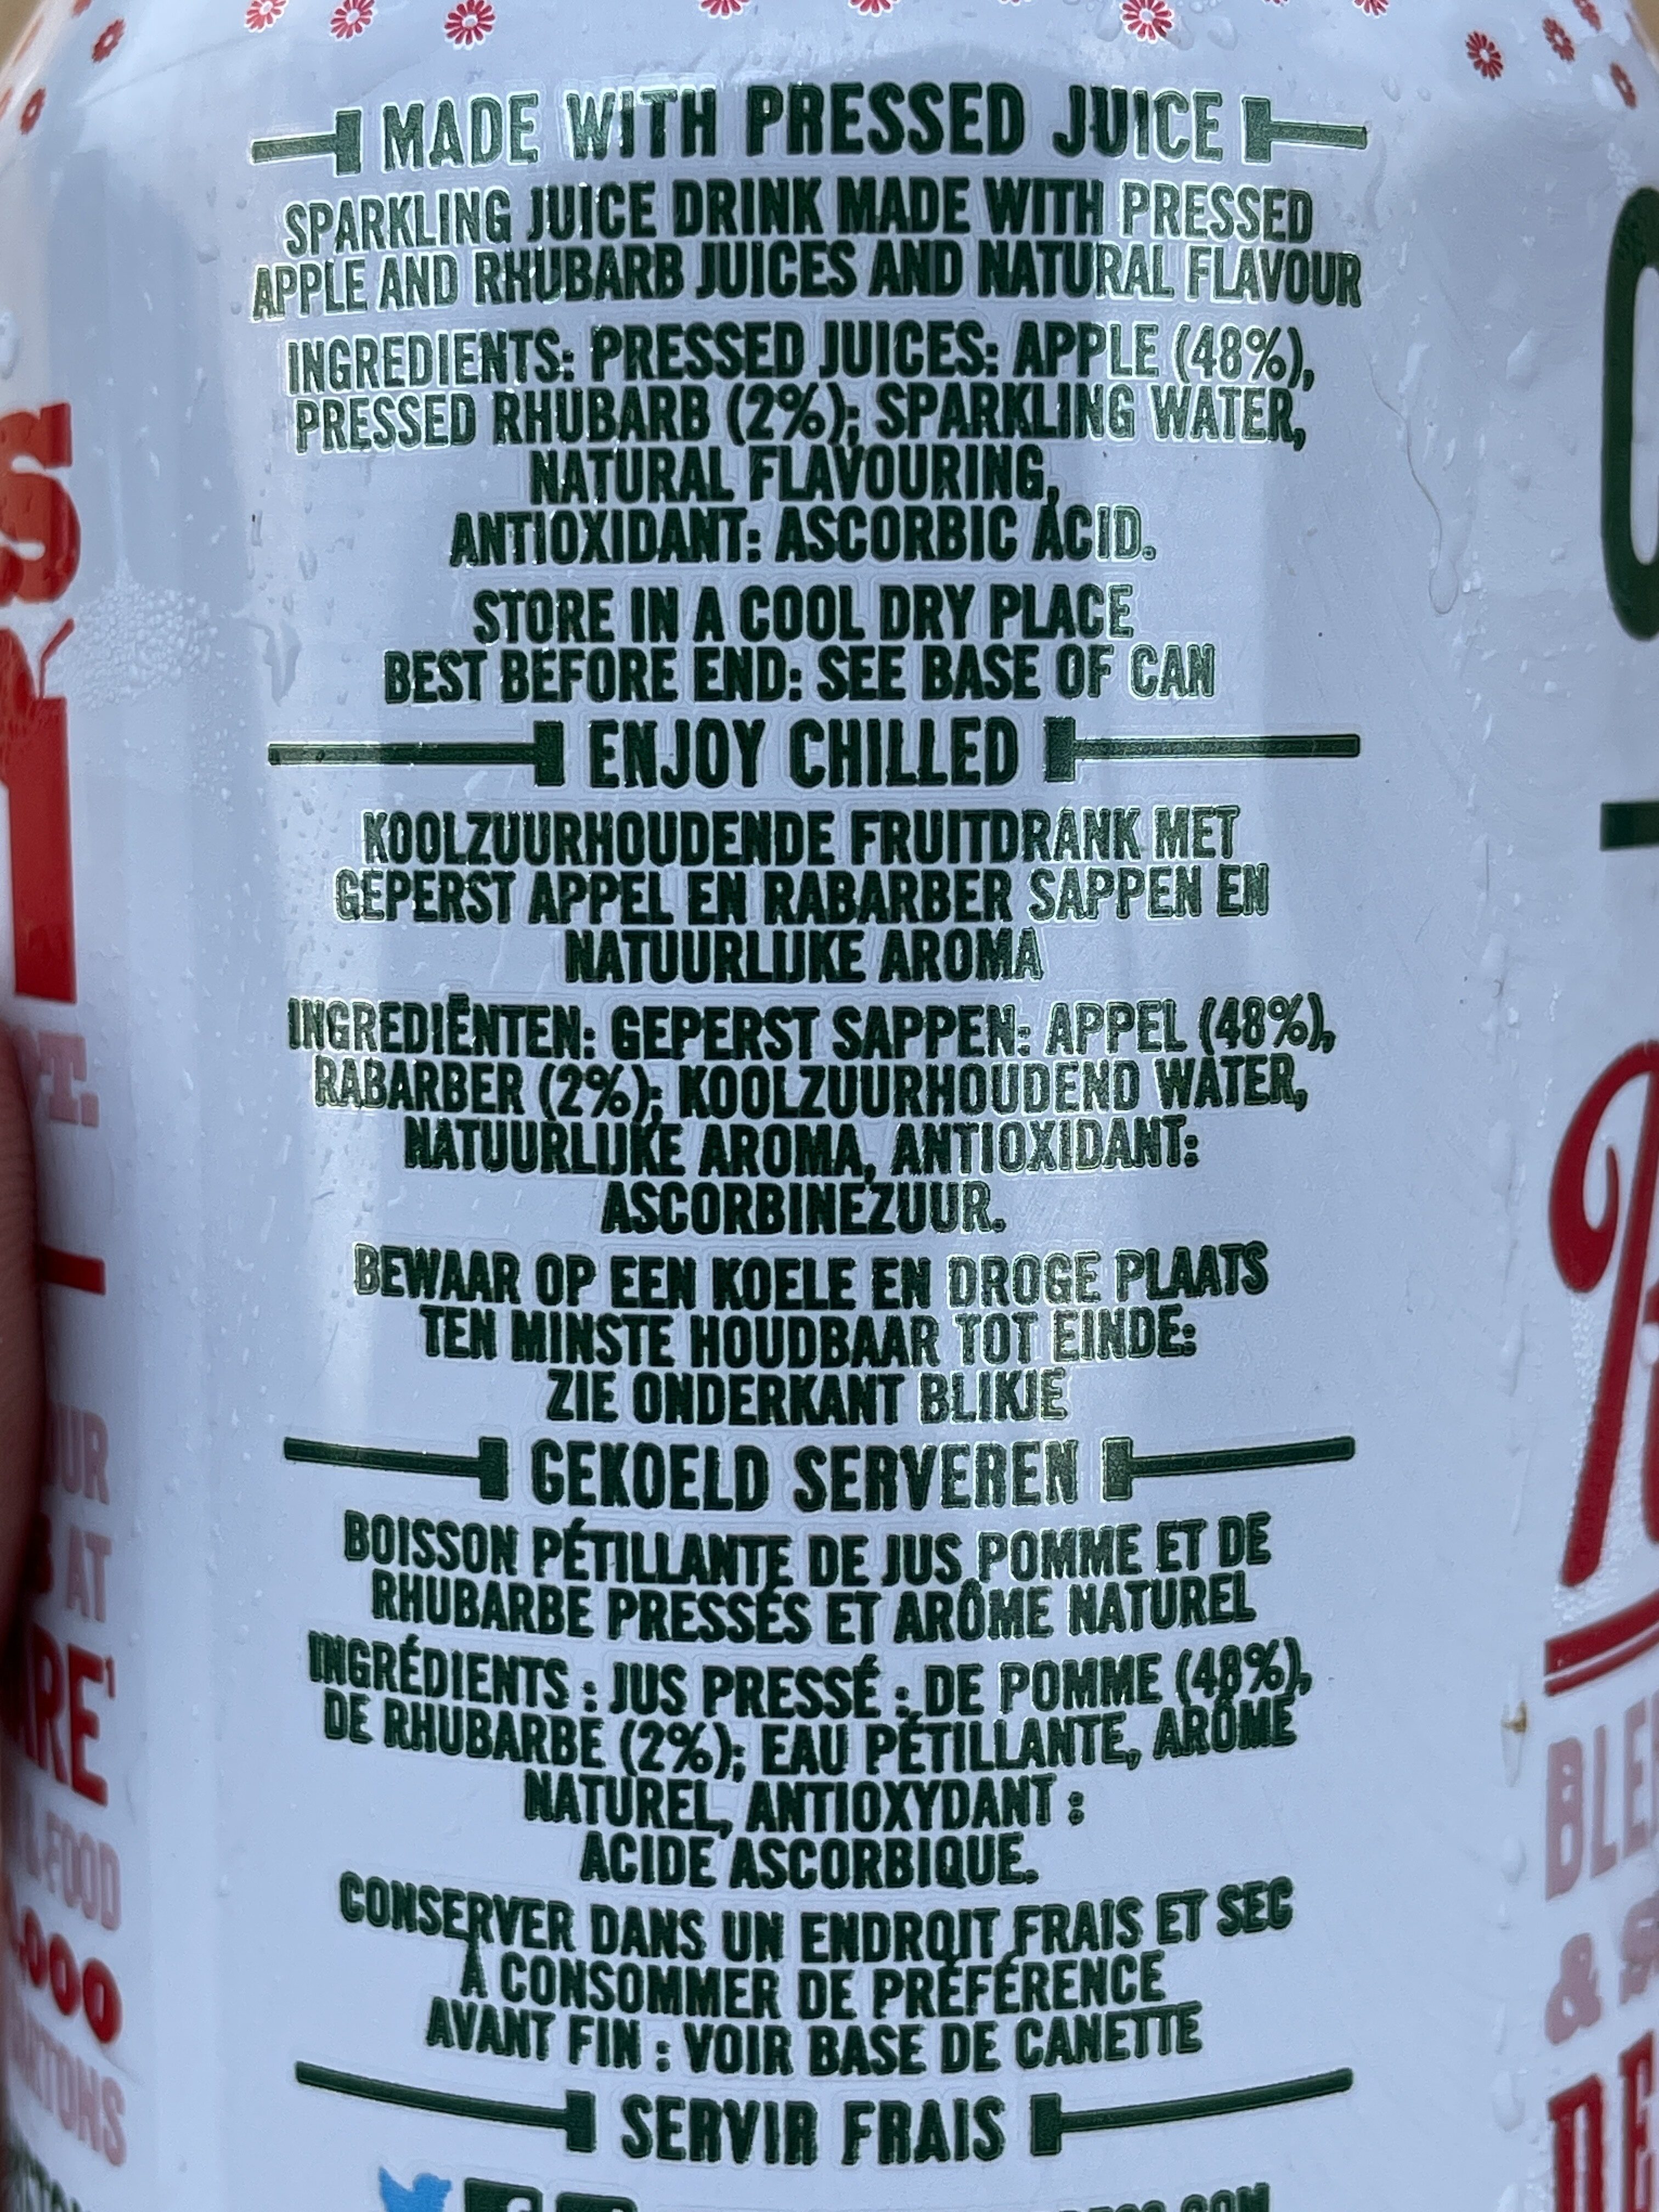 MADE WITH PRESSED JUICE
SPARKLING JUICE DRINK MADE WITH PRESSED
APPLE AND RHUBARB JUICES AND NATURAL FLAVOUR
INGREDIENTS: PRESSED JUICES: APPLE (48%),
PRESSED RHUBARB (2%); SPARKLING WATER,
NATURAL FLAVOURING,
ANTIOXIDANT: ASCORBIC ACID.
STORE IN A COOL DRY PLACE
BEST BEFORE END: SEE BASE OF CAN
ENJOY CHILLED
KOOLZUURHOUDENDE FRUITDRANK MET
GEPERST APPEL EN RABARBER SAPPEN EN
NATUURLIJKE AROMA
INGREDIËNTEN: GEPERST SAPPEN: APPEL (48%),
RABARBER (2%); KOOLZUURHOUDEND WATER,
NATUURLIJKE AROMA, ANTIOXIDANT:
ASCORBINEZUUR.
BEWAAR OP EEN KOELE EN DROGE PLAATS
TEN MINSTE HOUDBAAR TOT EINDE:
ZIE ONDERKANT BLIKJE
GEKOELD SERVEREN
BOISSON PÉTILLANTE DE JUS POMME ET DE
RHUBARBE PRESSÉS ET ARÔME NATUREL
INGRÉDIENTS : JUS PRESSÉ : DE POMME (48%),
DE RHUBARBE (2%); EAU PÉTILLANTE, ARÔME
NATUREL, ANTIOXYDANT :
ACIDE ASCORBIQUE.
CONSERVER DANS UN ENDROIT FRAIS ET SEC
À CONSOMMER DE PRÉFÉRENCE
AVANT FIN : VOIR BASE DE CANETTE
SERVIR FRAIS
AT
FOOD
&